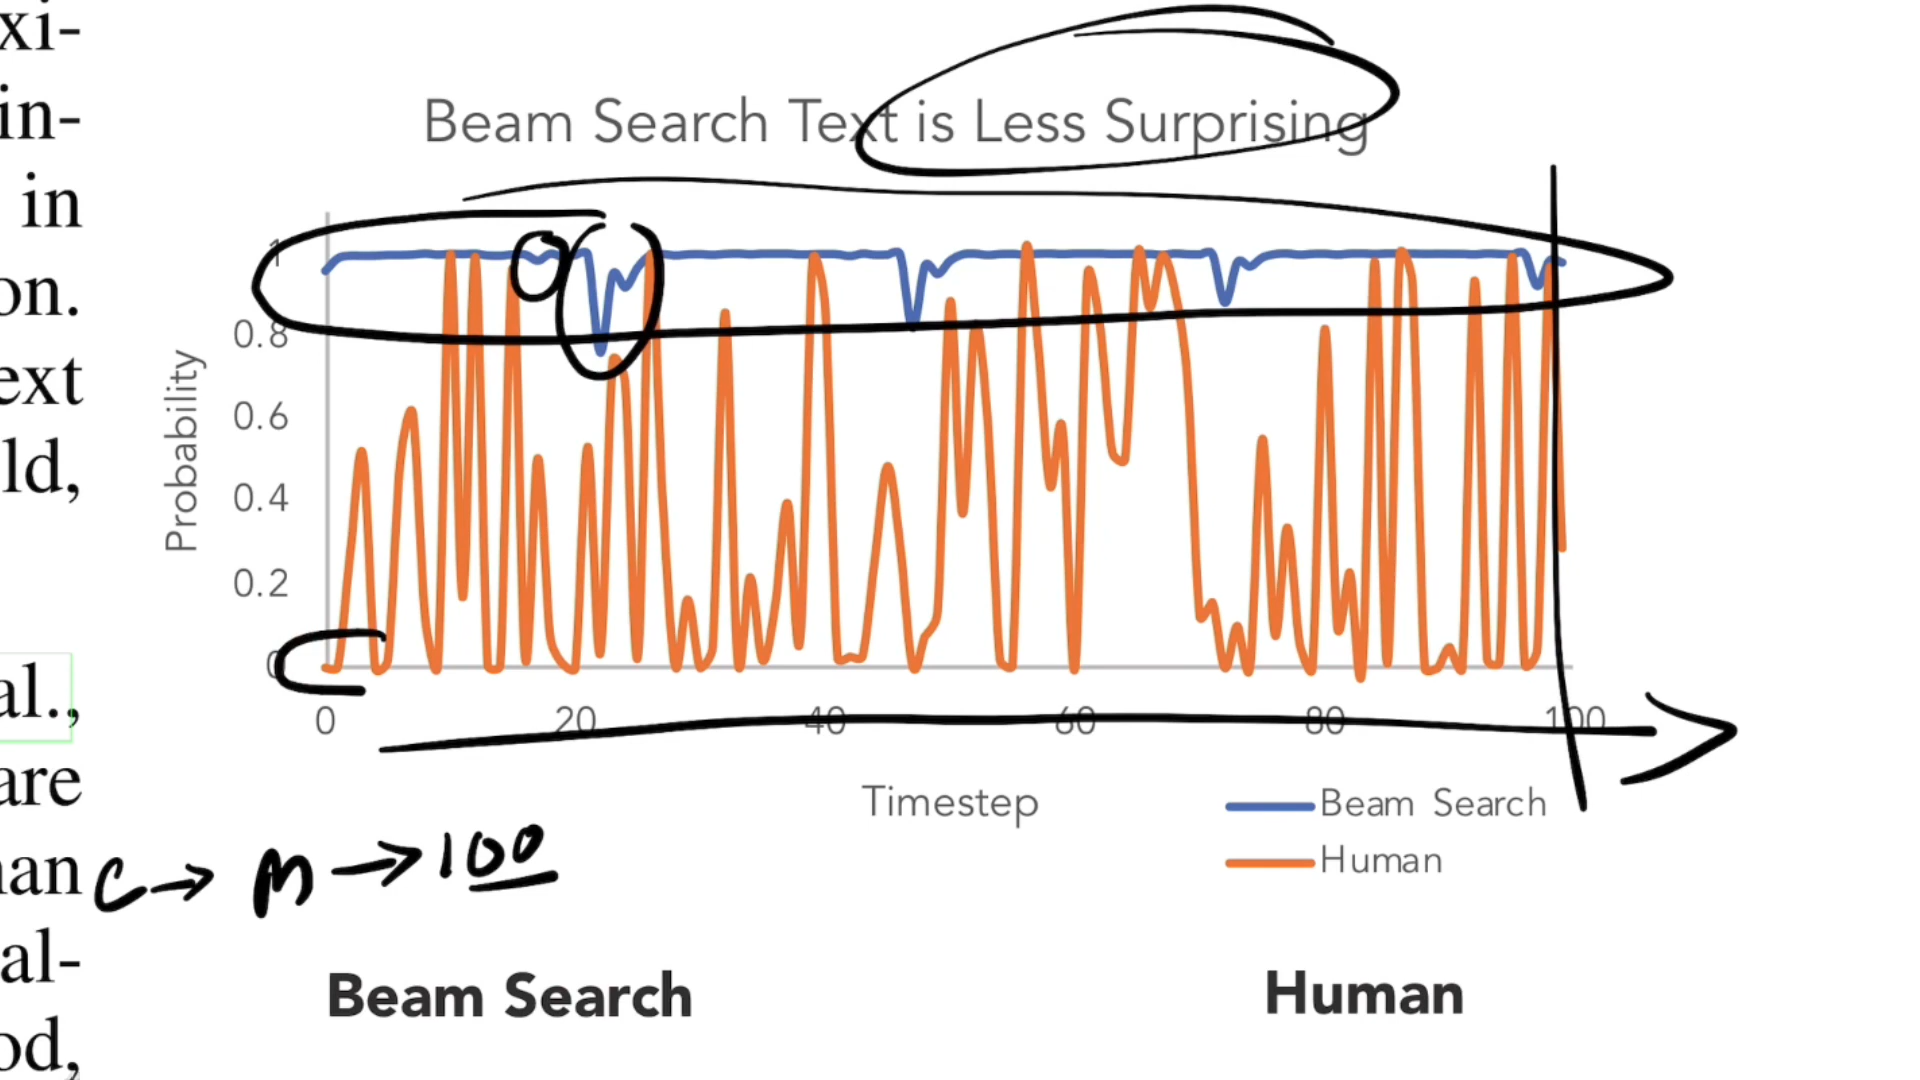 xi-
in-
in
on.
ext
ld,
al.,
are
nan
al-
od,
Beam Search Text is Less Surprising
1
0.8
0.6
0.4
0.2
0
Probability
0 20 40 60 80 100
Timestep
Beam Search
Human
C → M → 100
Beam Search
Human